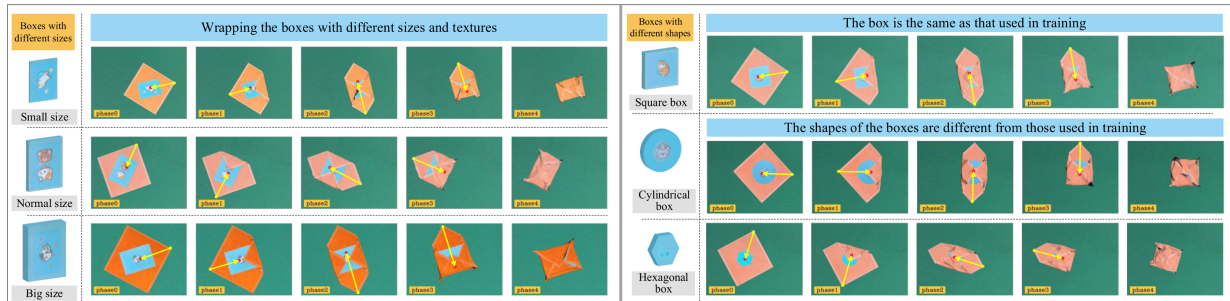 Boxes with
different sizes
Wrapping the boxes with different sizes and textures
Small size
phase0
phase1
phase2
phase3
phase4
Normal size
phase0
phase1
phase2
phase3
phase4
Big size
phase0
phase1
phase2
phase3
phase4
Boxes with
different shapes
The box is the same as that used in training
Square box
phase0
phase1
phase2
phase3
phase4
The shapes of the boxes are different from those used in training
Cylindrical
box
phase0
phase1
phase2
phase3
phase4
Hexagonal
box
phase0
phase1
phase2
phase3
phase4